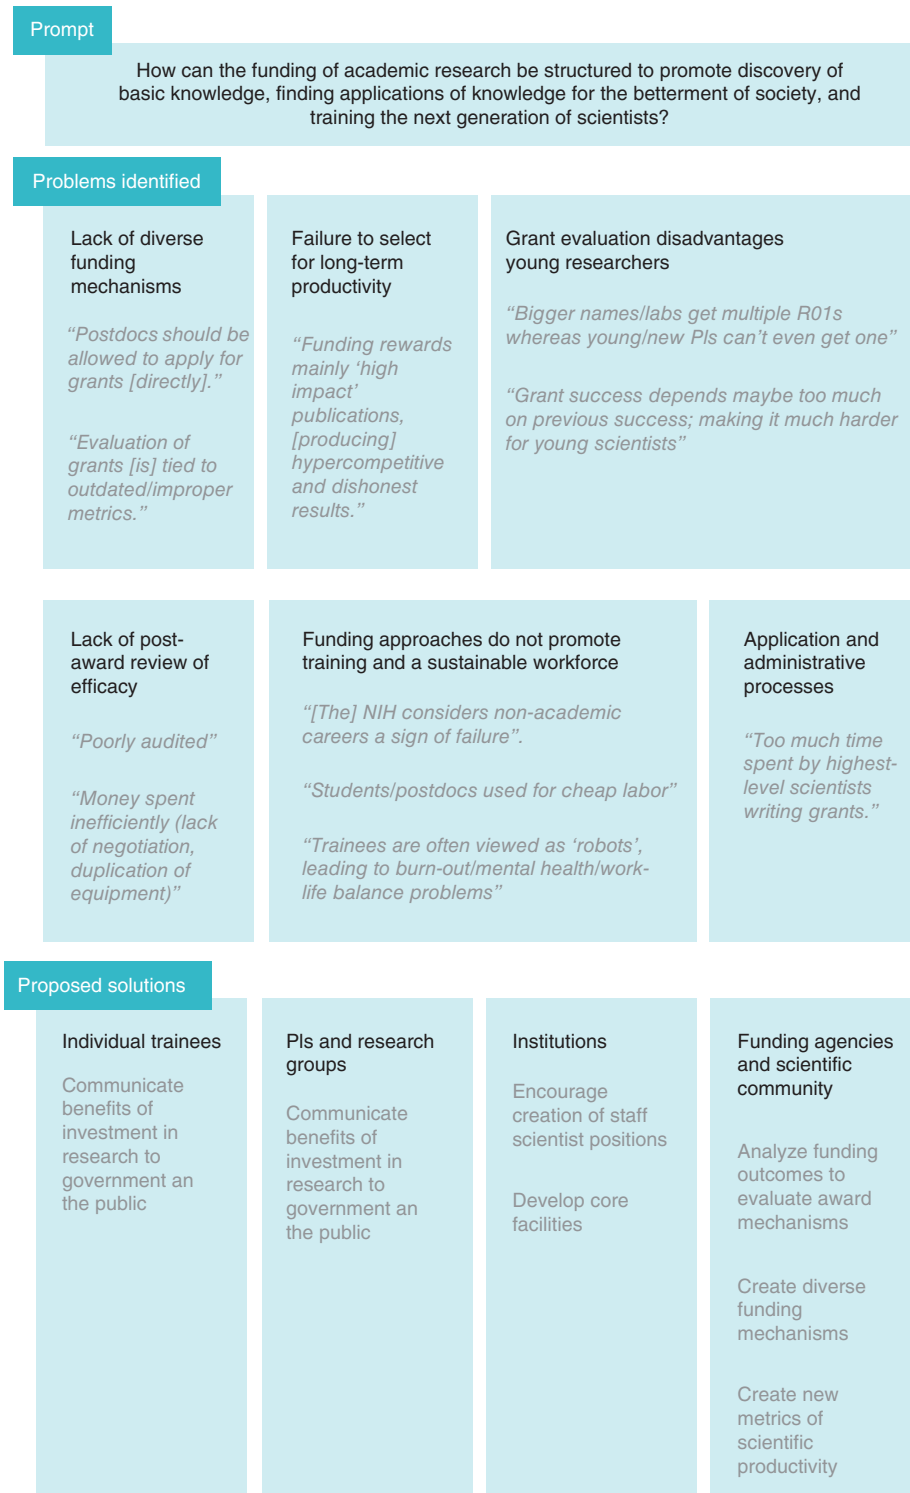 Prompt
How can the funding of academic research be structured to promote discovery of
basic knowledge, finding applications of knowledge for the betterment of society, and
training the next generation of scientists?
Problems identified
Lack of diverse
funding
mechanisms
“Postdocs should be
allowed to apply for
grants [directly].”
“Evaluation of
grants [is] tied to
outdated/improper
metrics.”
Failure to select
for long-term
productivity
“Funding rewards
mainly ‘high
impact’
publications,
[producing]
hypercompetitive
and dishonest
results.”
Grant evaluation disadvantages
young researchers
“Bigger names/labs get multiple R01s
whereas young/new PIs can’t even get one”
“Grant success depends maybe too much
on previous success; making it much harder
for young scientists”
Lack of post-
award review of
efficacy
“Poorly audited”
“Money spent
inefficiently (lack
of negotiation,
duplication of
equipment)”
Funding approaches do not promote
training and a sustainable workforce
“[The] NIH considers non-academic
careers a sign of failure”.
“Students/postdocs used for cheap labor”
“Trainees are often viewed as ‘robots’,
leading to burn-out/mental health/work-
life balance problems”
Application and
administrative
processes
“Too much time
spent by highest-
level scientists
writing grants.”
Proposed solutions
Individual trainees
Communicate
benefits of
investment in
research to
government an
the public
PIs and research
groups
Communicate
benefits of
investment in
research to
government an
the public
Institutions
Encourage
creation of staff
scientist positions
Develop core
facilities
Funding agencies
and scientific
community
Analyze funding
outcomes to
evaluate award
mechanisms
Create diverse
funding
mechanisms
Create new
metrics of
scientific
productivity